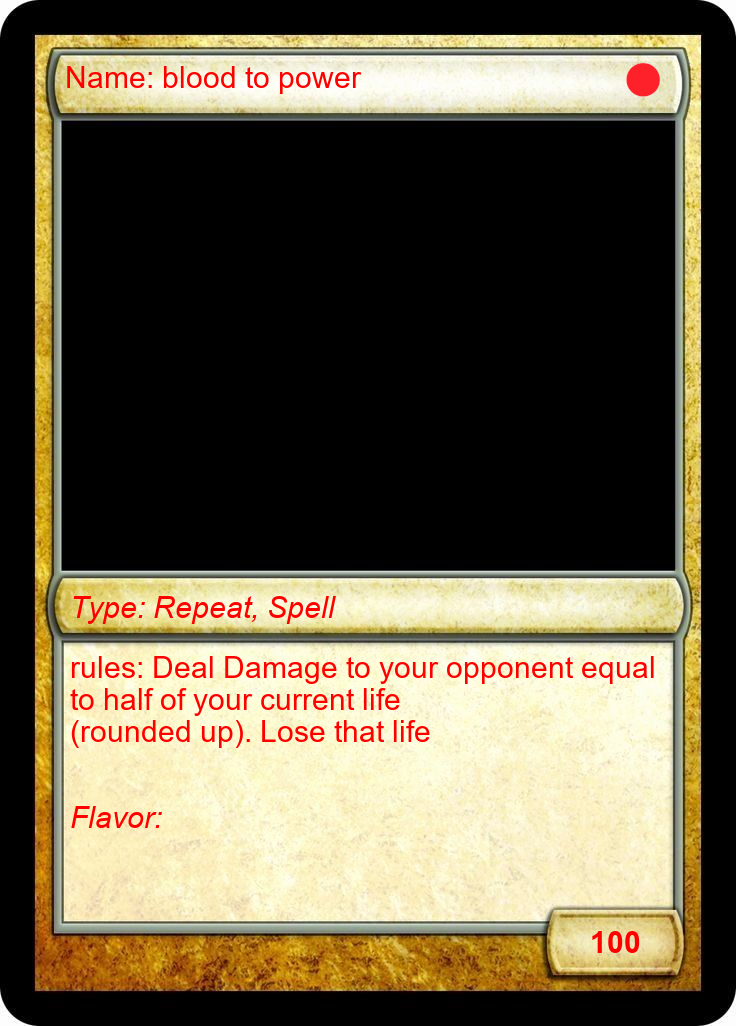 Name: blood to power
Type: Repeat, Spell
rules: Deal Damage to your opponent equal
to half of your current life
(rounded up). Lose that life
Flavor:
100